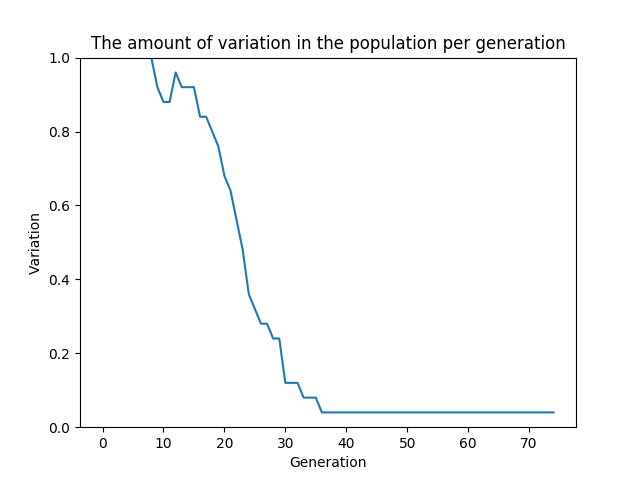 The amount of variation in the population per generation
1.0
0.8
0.6
0.4
0.2
0.0
Variation
0 10 20 30 40 50 60 70
Generation